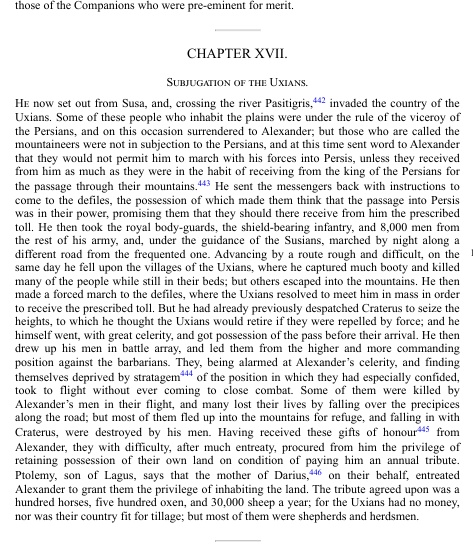 those of the Companions who were pre-eminent for merit.
CHAPTER XVII.
Subjugation of the Uxians.
He now set out from Susa, and, crossing the river Pasitigris,442 invaded the country of the
Uxians. Some of these people who inhabit the plains were under the rule of the viceroy of
the Persians, and on this occasion surrendered to Alexander; but those who are called the
mountaineers were not in subjection to the Persians, and at this time sent word to Alexander
that they would not permit him to march with his forces into Persis, unless they received
from him as much as they were in the habit of receiving from the king of the Persians for
the passage through their mountains.443 He sent the messengers back with instructions to
come to the defiles, the possession of which made them think that the passage into Persis
was in their power, promising them that they should there receive from him the prescribed
toll. He then took the royal body-guards, the shield-bearing infantry, and 8,000 men from
the rest of his army, and, under the guidance of the Susians, marched by night along a
different road from the frequented one. Advancing by a route rough and difficult, on the
same day he fell upon the villages of the Uxians, where he captured much booty and killed
many of the people while still in their beds; but others escaped into the mountains. He then
made a forced march to the defiles, where the Uxians resolved to meet him in mass in order
to receive the prescribed toll. But he had already previously despatched Craterus to seize the
heights, to which he thought the Uxians would retire if they were repelled by force; and he
himself went, with great celerity, and got possession of the pass before their arrival. He then
drew up his men in battle array, and led them from the higher and more commanding
position against the barbarians. They, being alarmed at Alexander's celerity, and finding
themselves deprived by stratagem444 of the position in which they had especially confided,
took to flight without ever coming to close combat. Some of them were killed by
Alexander's men in their flight, and many lost their lives by falling over the precipices
along the road; but most of them fled up into the mountains for refuge, and falling in with
Craterus, were destroyed by his men. Having received these gifts of honour445 from
Alexander, they with difficulty, after much entreaty, procured from him the privilege of
retaining possession of their own land on condition of paying him an annual tribute.
Ptolemy, son of Lagus, says that the mother of Darius,446 on their behalf, entreated
Alexander to grant them the privilege of inhabiting the land. The tribute agreed upon was a
hundred horses, five hundred oxen, and 30,000 sheep a year; for the Uxians had no money,
nor was their country fit for tillage; but most of them were shepherds and herdsmen.